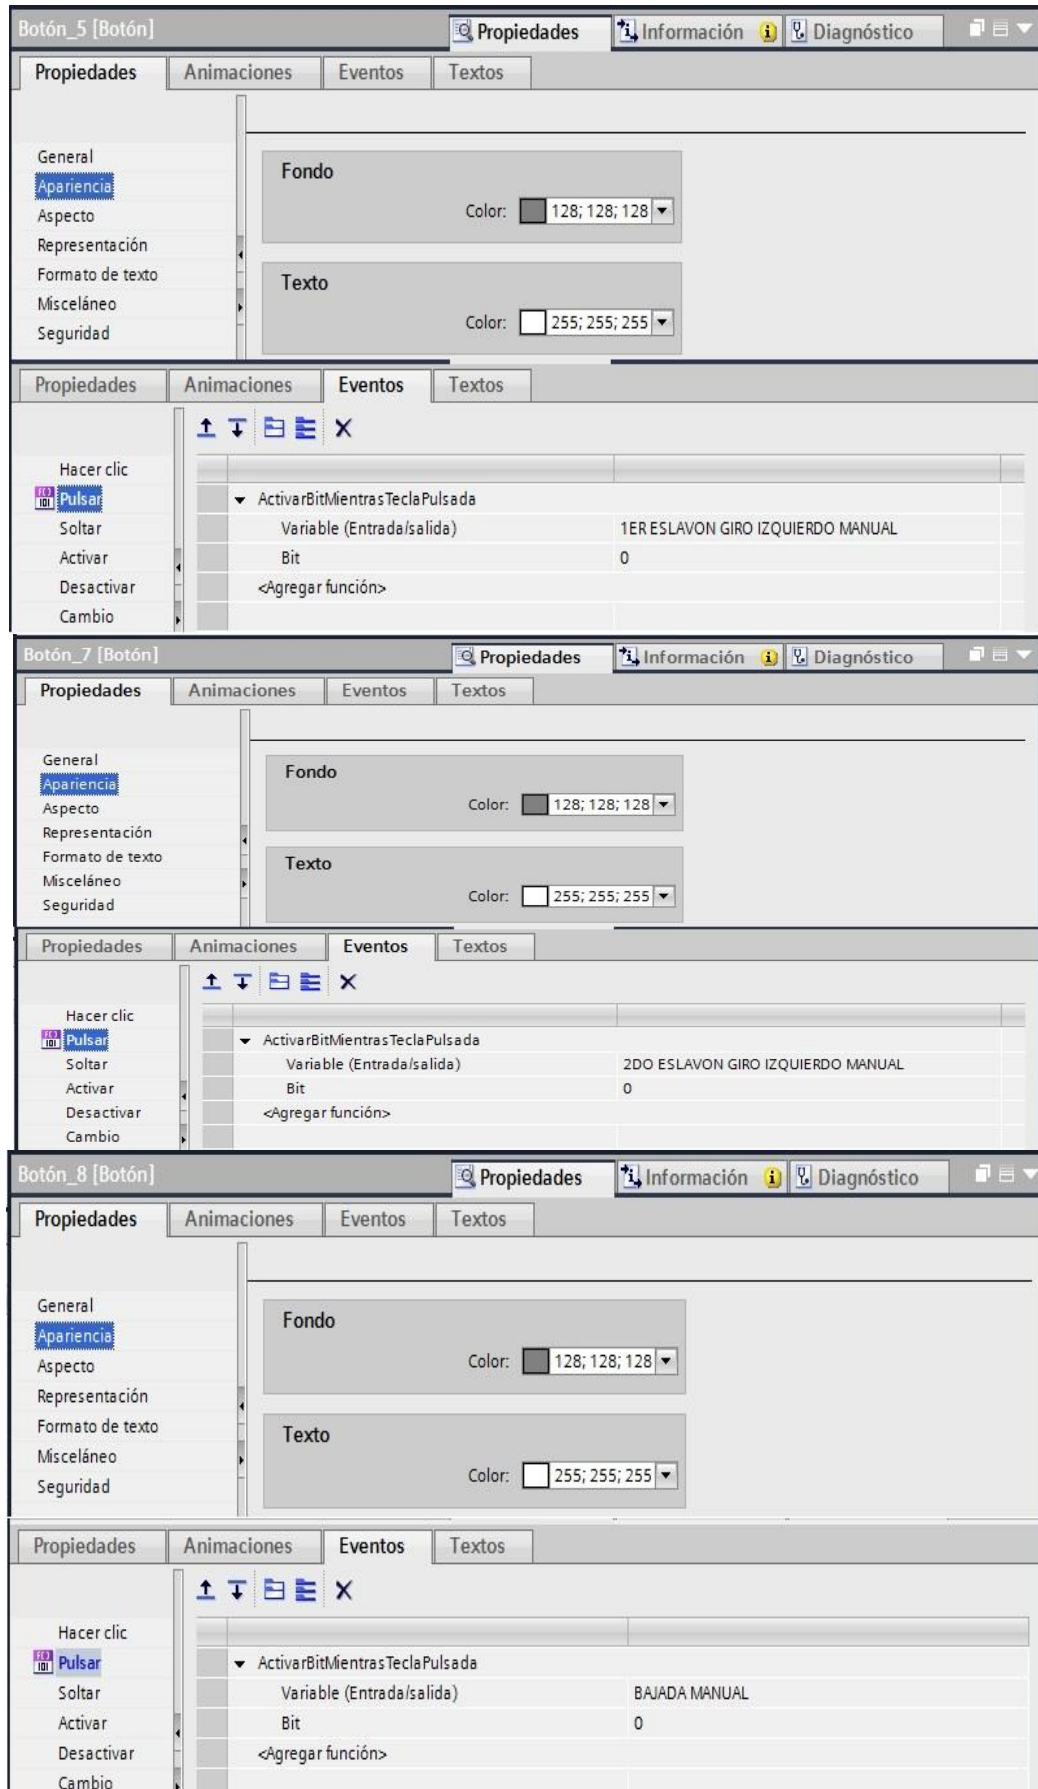 Botón_5 [Botón] Propiedades Información Diagnóstico
Propiedades Animaciones Eventos Textos
General
Fondo
Apariencia
Color: 128; 128; 128
Aspecto
Representación
Formato de texto
Texto
Misceláneo
Color: 255; 255; 255
Seguridad
Propiedades Animaciones Eventos Textos
Hacer clic
Pulsar ActivarBitMientrasTeclaPulsada
Soltar Variable (Entrada/salida) 1ER ESLAVON GIRO IZQUIERDO MANUAL
Activar Bit 0
Desactivar <Agregar función>
Cambio
Botón_7 [Botón] Propiedades Información Diagnóstico
Propiedades Animaciones Eventos Textos
General
Fondo
Apariencia
Color: 128; 128; 128
Aspecto
Representación
Formato de texto
Texto
Misceláneo
Color: 255; 255; 255
Seguridad
Propiedades Animaciones Eventos Textos
Hacer clic
Pulsar ActivarBitMientrasTeclaPulsada
Soltar Variable (Entrada/salida) 2DO ESLAVON GIRO IZQUIERDO MANUAL
Activar Bit 0
Desactivar <Agregar función>
Cambio
Botón_8 [Botón] Propiedades Información Diagnóstico
Propiedades Animaciones Eventos Textos
General
Fondo
Apariencia
Color: 128; 128; 128
Aspecto
Representación
Formato de texto
Texto
Misceláneo
Color: 255; 255; 255
Seguridad
Propiedades Animaciones Eventos Textos
Hacer clic
Pulsar ActivarBitMientrasTeclaPulsada
Soltar Variable (Entrada/salida) BAJADA MANUAL
Activar Bit 0
Desactivar <Agregar función>
Cambio